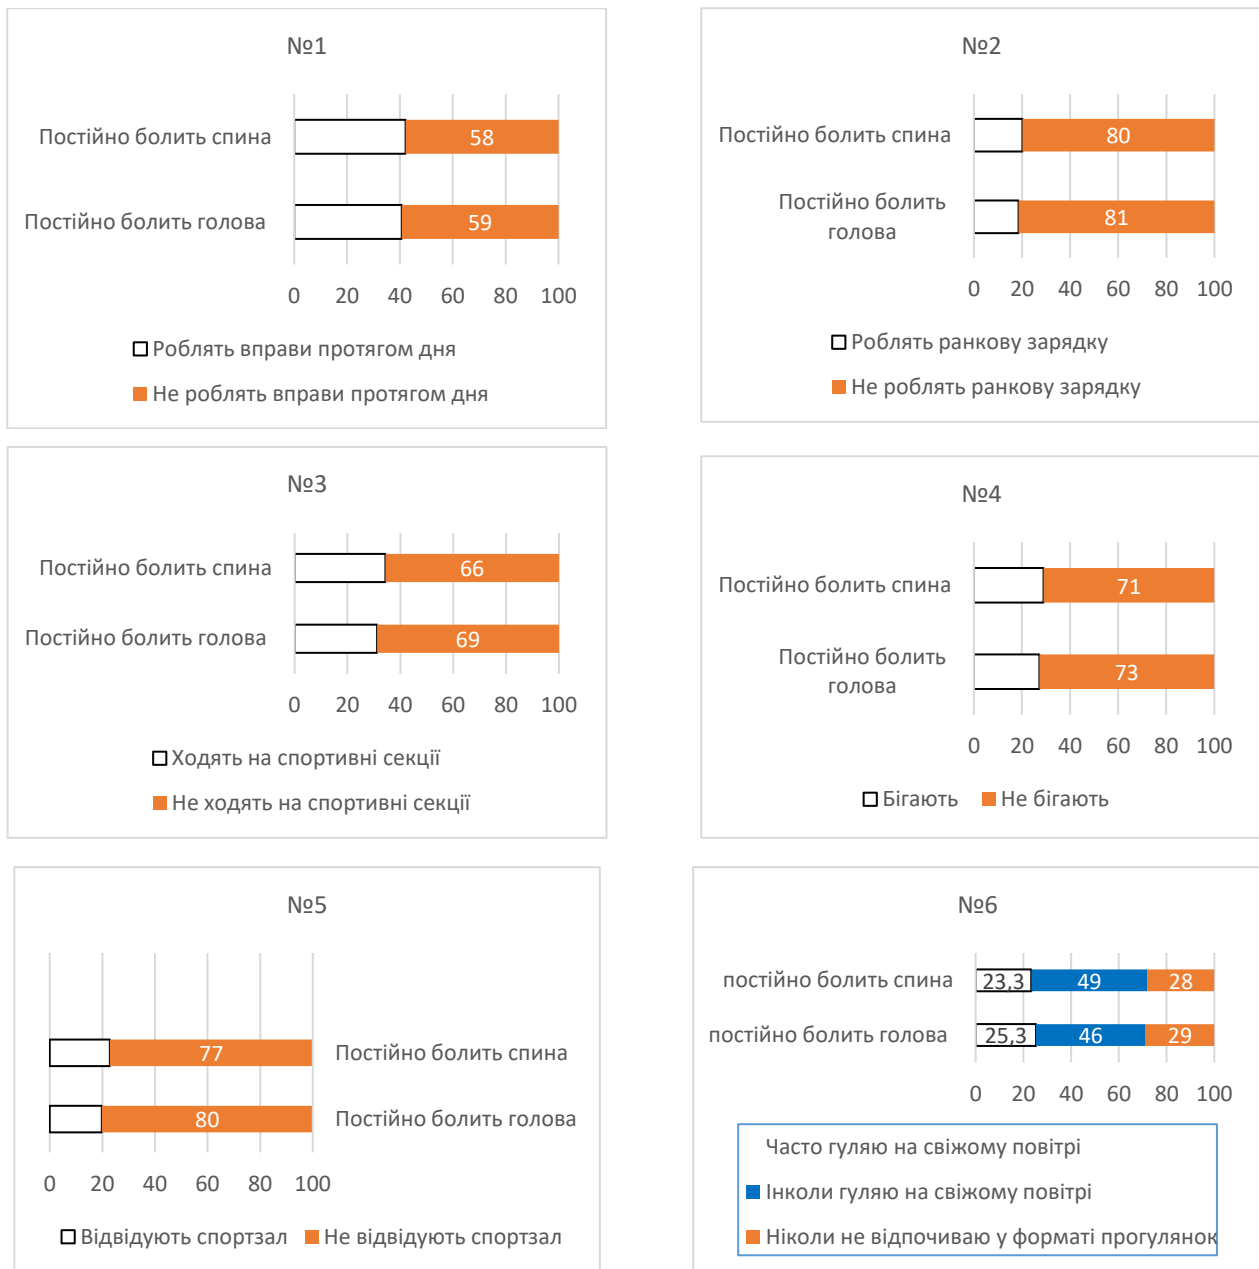 №1
Постійно болить спина
58
Постійно болить голова
59
0 20 40 60 80 100
Роблять вправи протягом дня
Не роблять вправи протягом дня
№2
Постійно болить спина
80
Постійно болить
голова
81
0 20 40 60 80 100
Роблять ранкову зарядку
Не роблять ранкову зарядку
№3
Постійно болить спина
66
Постійно болить голова
69
0 20 40 60 80 100
Ходять на спортивні секції
Не ходять на спортивні секції
№4
Постійно болить спина
71
Постійно болить
голова
73
0 20 40 60 80 100
Бігають Не бігають
№5
77 Постійно болить спина
80 Постійно болить голова
0 20 40 60 80 100
Відвідують спортзал Не відвідують спортзал
№6
постійно болить спина 23,3 49 28
постійно болить голова 25,3 46 29
0 20 40 60 80 100
Часто гуляю на свіжому повітрі
Інколи гуляю на свіжому повітрі
Ніколи не відпочиваю у форматі прогулянок